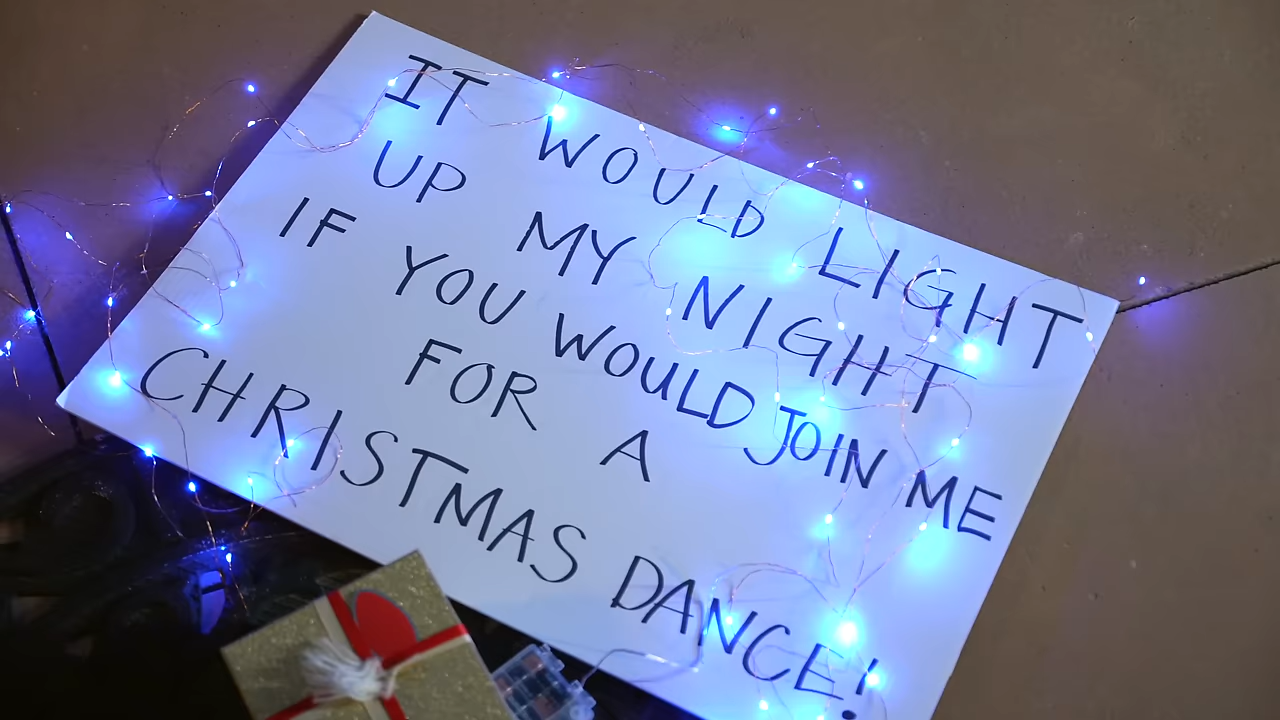 IT WOULD LIGHT
UP MY NIGHT
IF YOU WOULD JOIN ME
FOR A
CHRISTMAS DANCE!